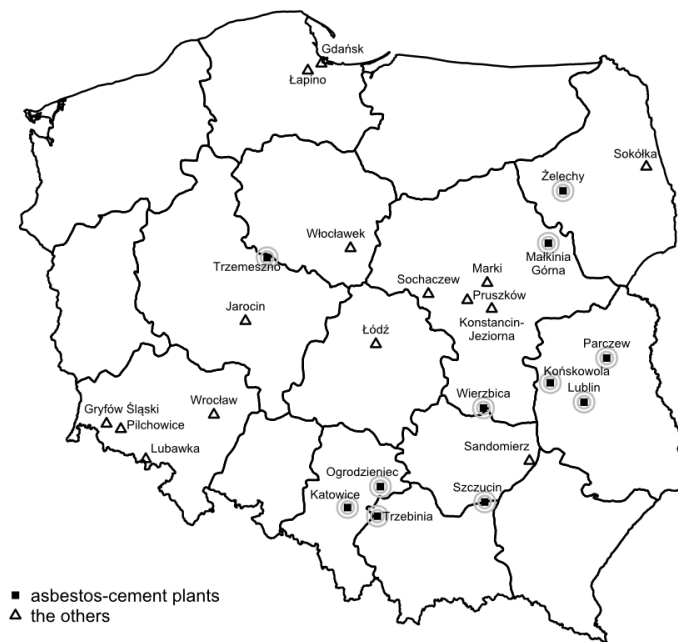 Gdańsk
Łapino
Sokółka
Żelechy
Włocławek
Małkinia
Górna
Trzemeszno
Marki
Sochaczew
Pruszków
Jarocin
Konstancin-
Jeziorna
Łódź
Parczew
Końskowola
Lublin
Wierzbica
Wrocław
Gryfów Śląski
Pilchowice
Lubawka
Sandomierz
Ogrodzieniec
Katowice
Szczucin
Trzebinia
asbestos-cement plants
the others